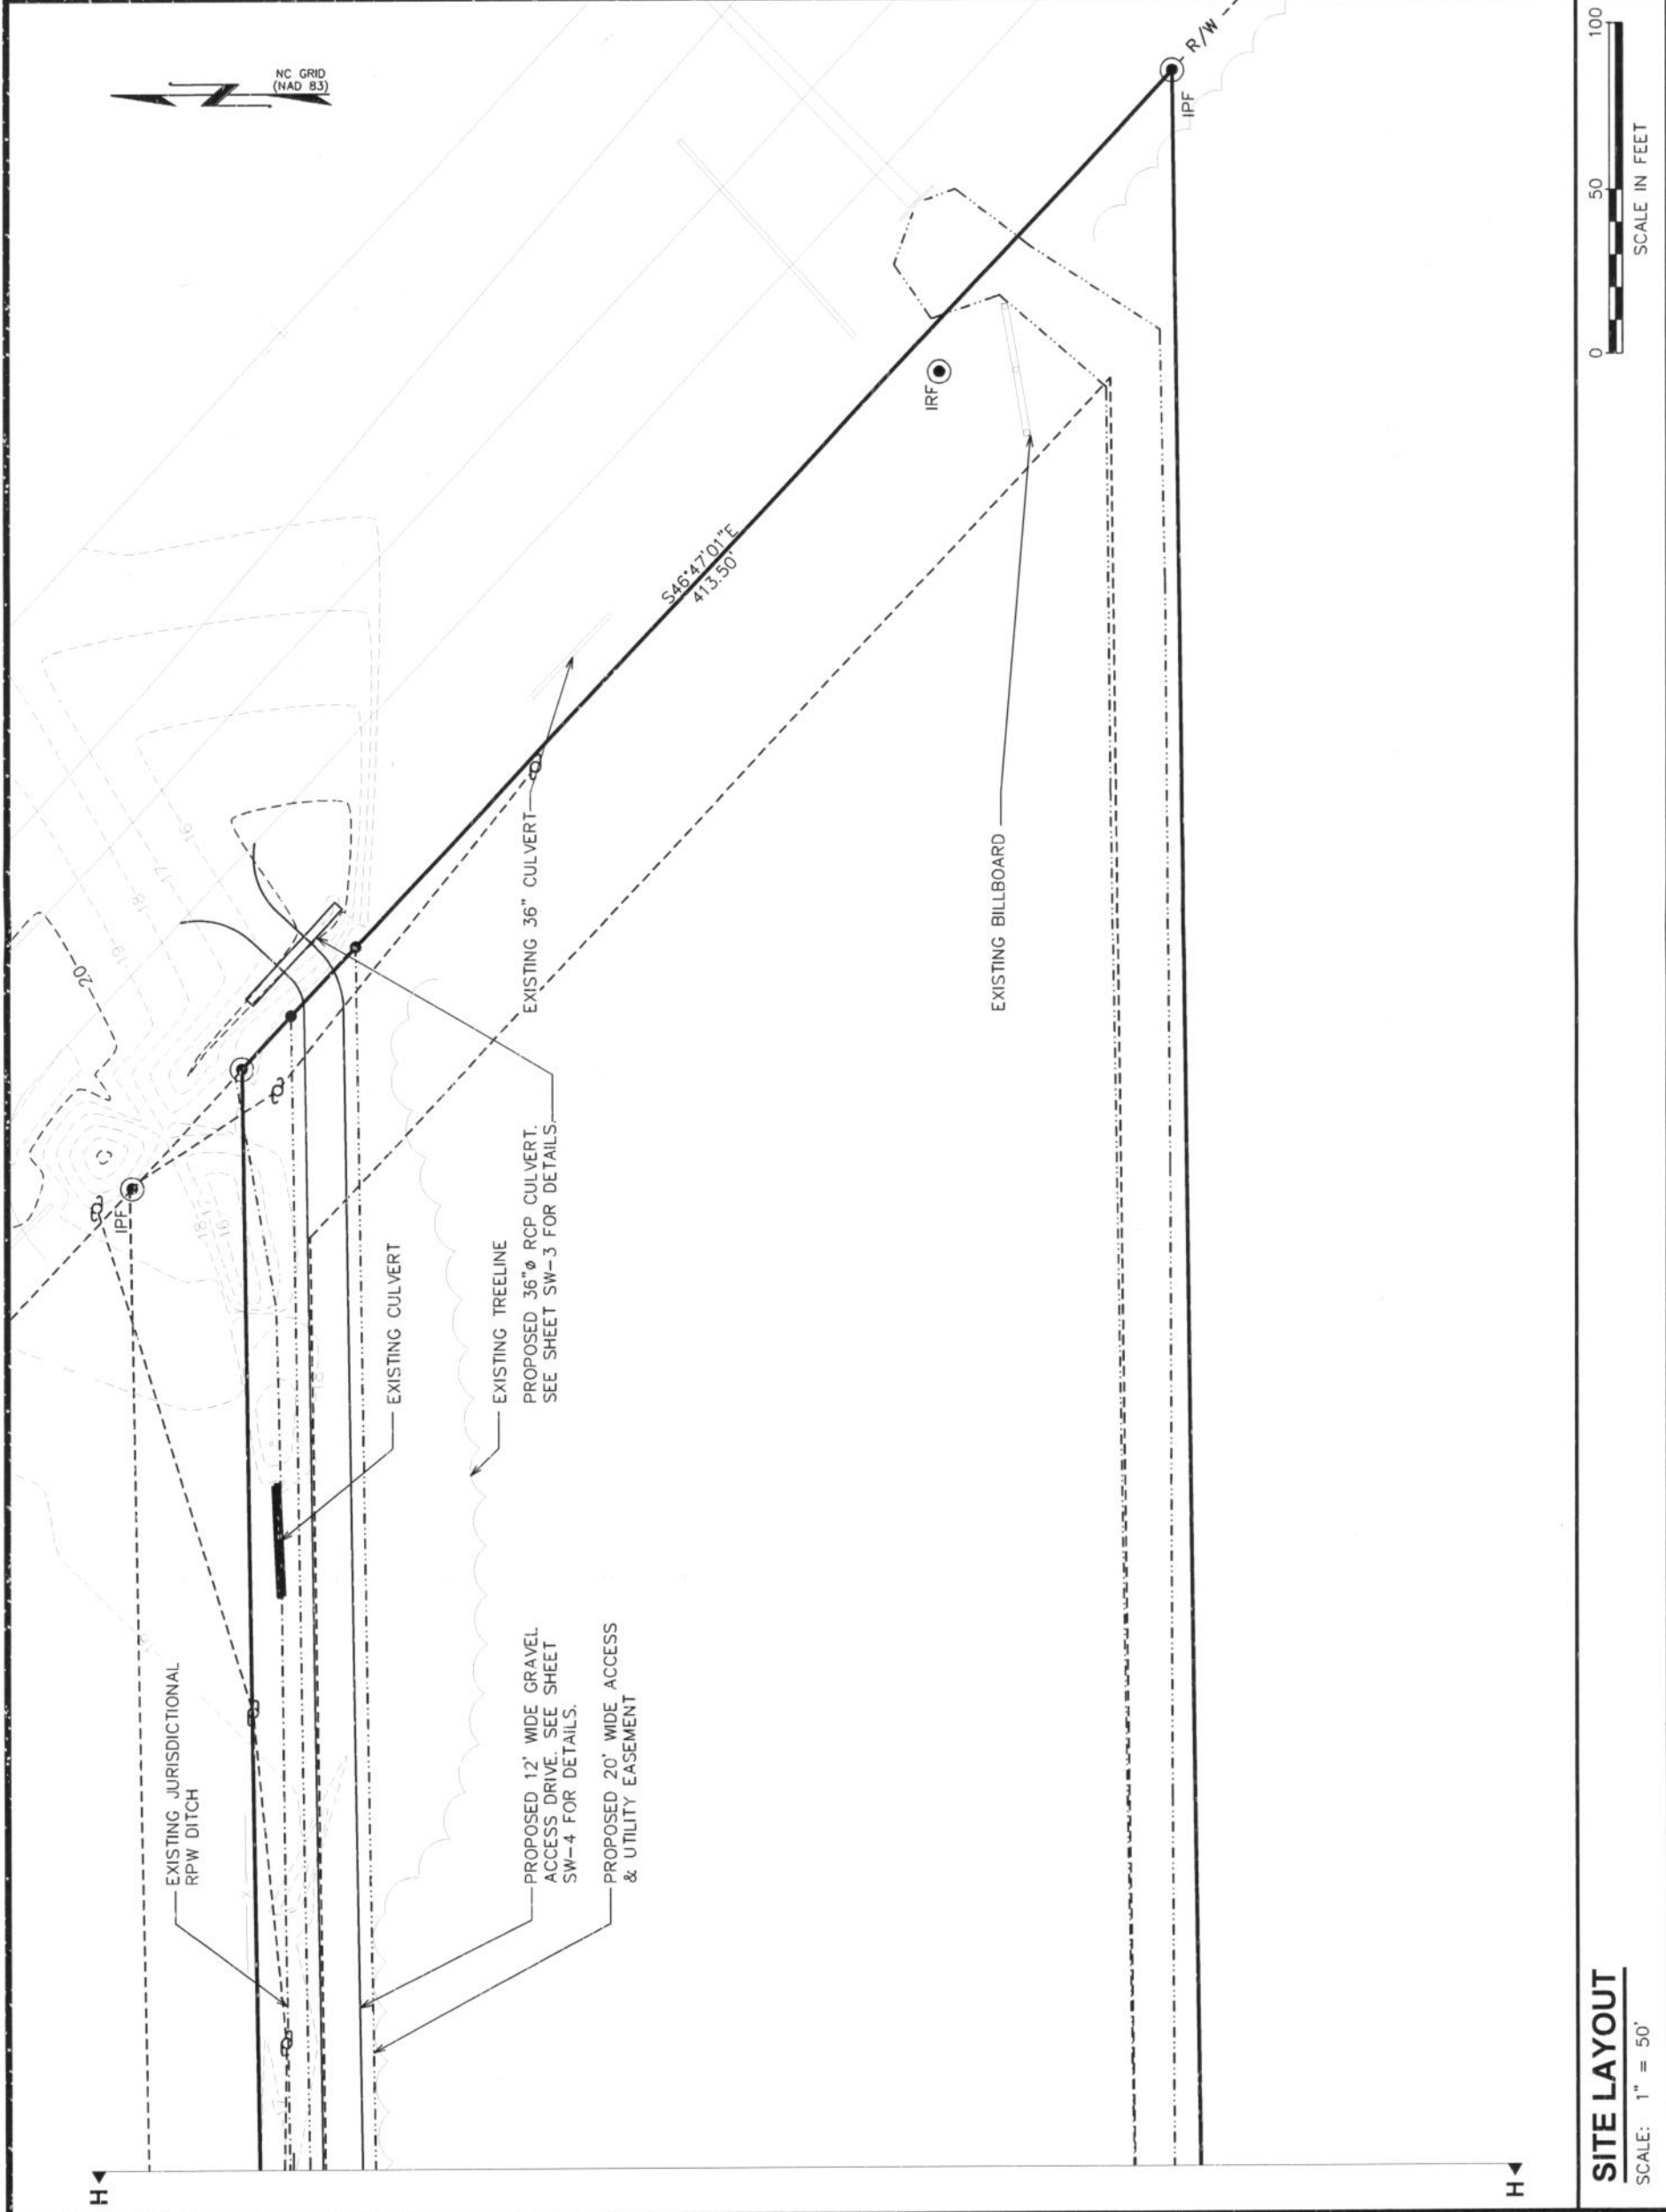 NC GRID
(NAD 83)
R/W
IPF
IRF
S46°47'01"E
413.50'
20
19
18
17
16
IPF
18
16
18
EXISTING 36" CULVERT
EXISTING BILLBOARD
PROPOSED 36"ø RCP CULVERT.
SEE SHEET SW-3 FOR DETAILS.
EXISTING TREELINE
EXISTING CULVERT
EXISTING JURISDICTIONAL
RPW DITCH
PROPOSED 12' WIDE GRAVEL
ACCESS DRIVE. SEE SHEET
SW-4 FOR DETAILS.
PROPOSED 20' WIDE ACCESS
& UTILITY EASEMENT
H
H
SITE LAYOUT
SCALE: 1" = 50'
0 50 100
SCALE IN FEET